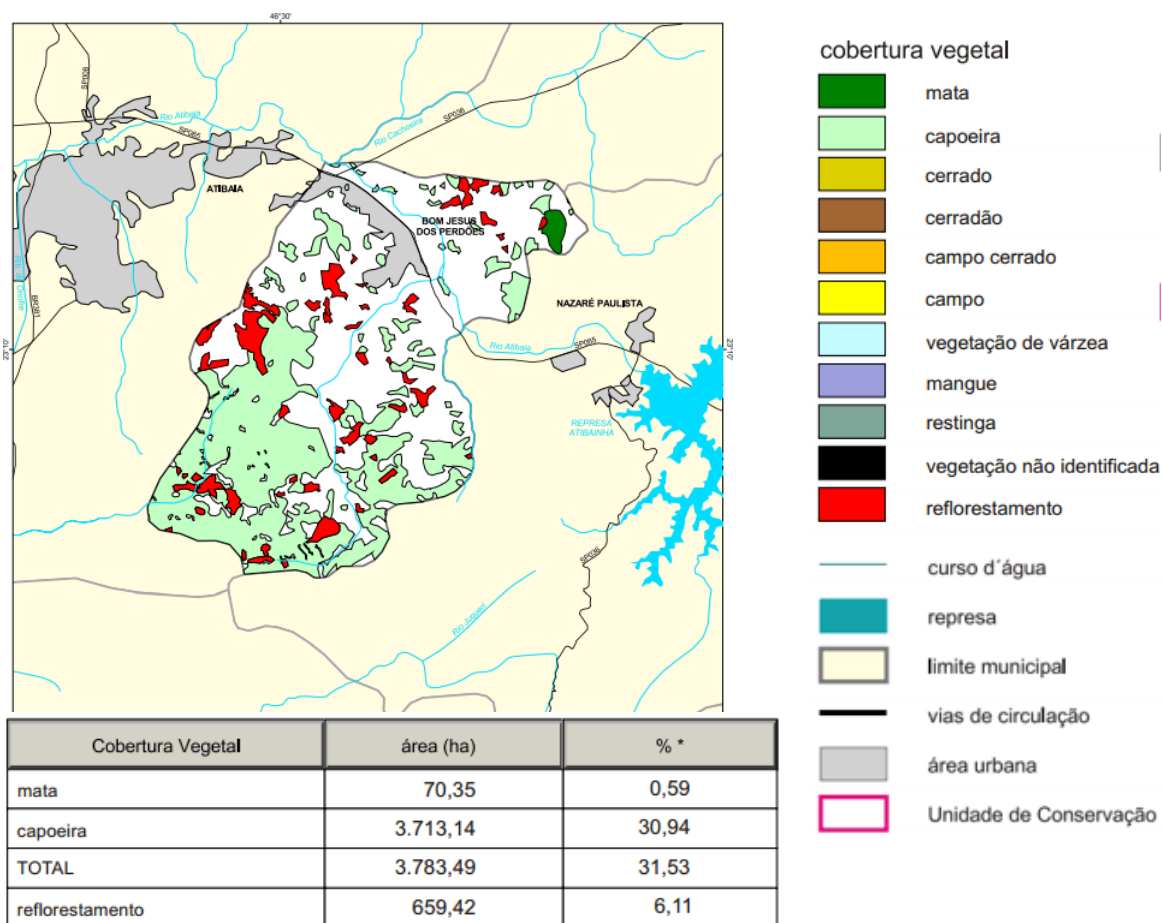 46°30'
SP008
Rio Atibaia
SP065
Rio Cachoeira
SP036
ATIBAIA
BOM JESUS
DOS PERDÕES
BR381
NAZARÉ PAULISTA
23°10'
Rio Atibaia
SP065
23°10'
REPRESA
ATIBAINHA
SP036
Rio Juqueri
cobertura vegetal
mata
capoeira
cerrado
cerradão
campo cerrado
campo
vegetação de várzea
mangue
restinga
vegetação não identificada
reflorestamento
curso d´água
represa
limite municipal
vias de circulação
área urbana
Unidade de Conservação
Cobertura Vegetal área (ha) % *
mata 70,35 0,59
capoeira 3.713,14 30,94
TOTAL 3.783,49 31,53
reflorestamento 659,42 6,11